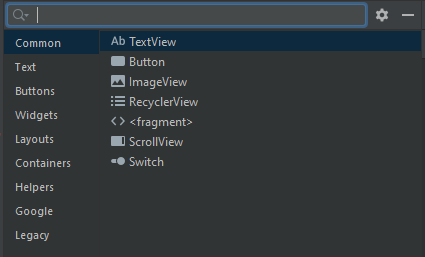 Common
Text
Buttons
Widgets
Layouts
Containers
Helpers
Google
Legacy
Ab TextView
Button
ImageView
RecyclerView
<fragment>
ScrollView
Switch